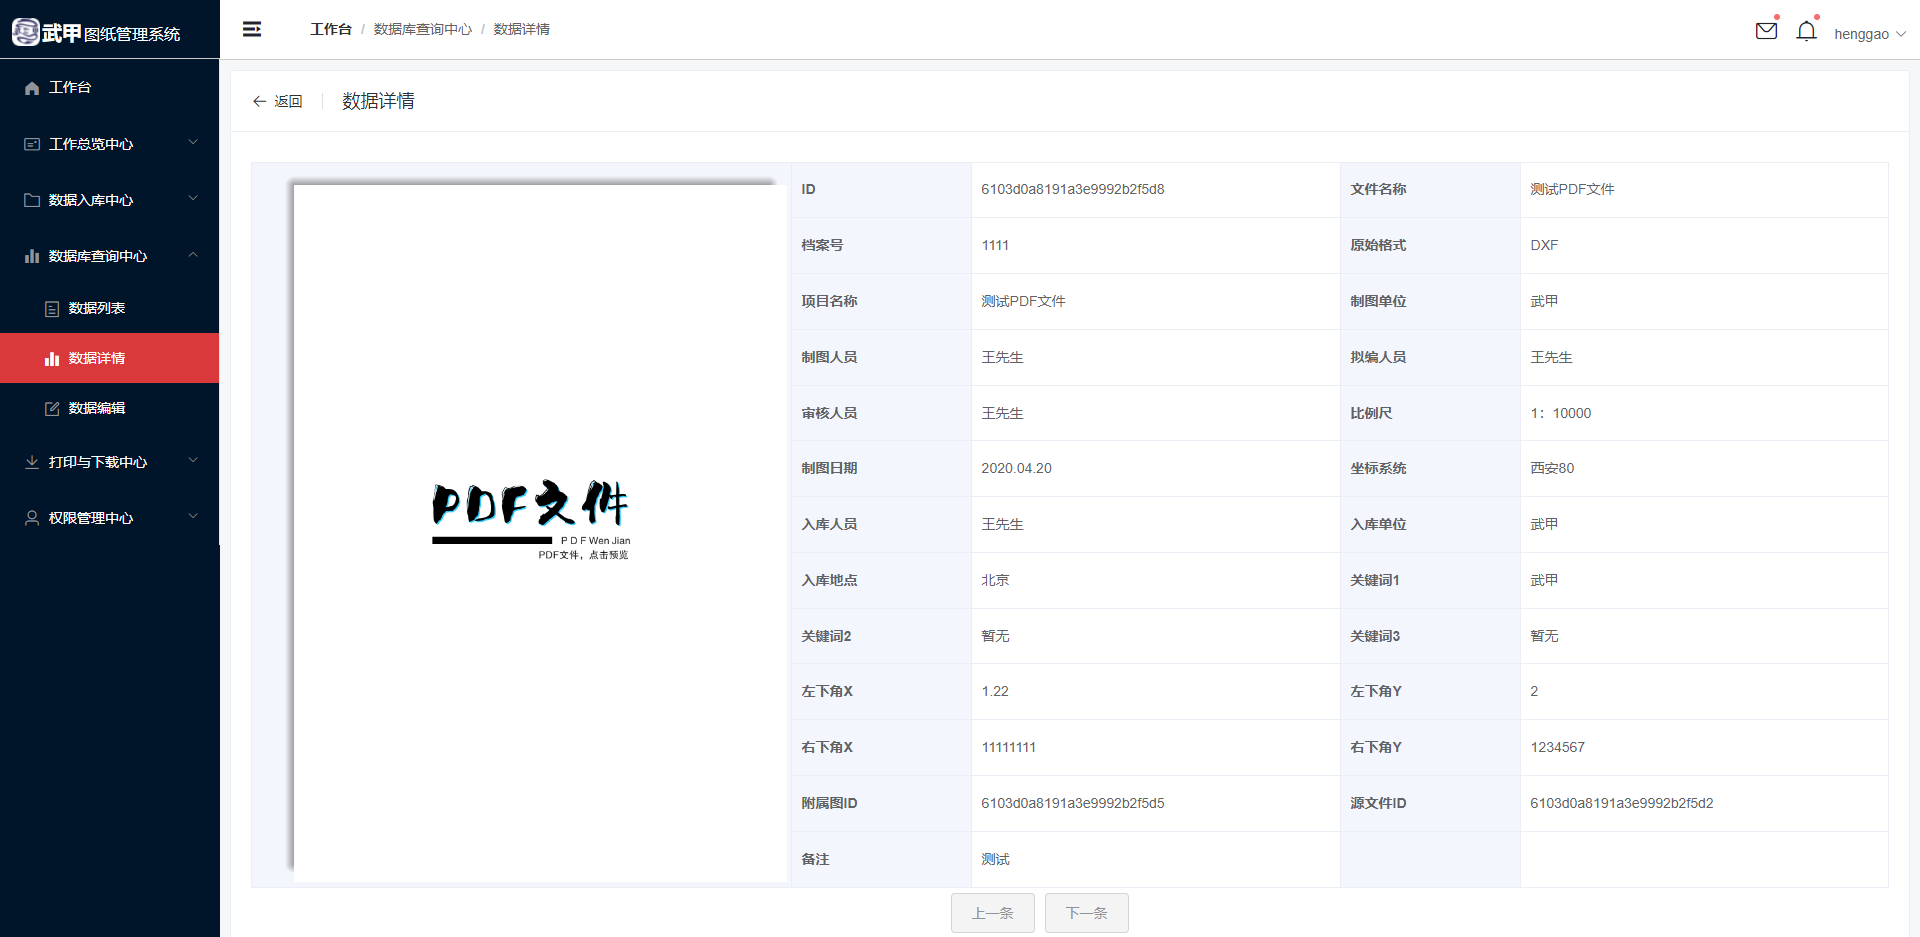 武甲图纸管理系统
工作台 / 数据库查询中心 / 数据详情
henggao
工作台
工作总览中心
数据入库中心
数据库查询中心
数据列表
数据详情
数据编辑
打印与下载中心
权限管理中心
返回 数据详情
PDF文件
PDF Wen Jian
PDF文件，点击预览
ID 6103d0a8191a3e9992b2f5d8 文件名称 测试PDF文件
档案号 1111 原始格式 DXF
项目名称 测试PDF文件 制图单位 武甲
制图人员 王先生 拟编人员 王先生
审核人员 王先生 比例尺 1：10000
制图日期 2020.04.20 坐标系统 西安80
入库人员 王先生 入库单位 武甲
入库地点 北京 关键词1 武甲
关键词2 暂无 关键词3 暂无
左下角X 1.22 左下角Y 2
右下角X 11111111 右下角Y 1234567
附属图ID 6103d0a8191a3e9992b2f5d5 源文件ID 6103d0a8191a3e9992b2f5d2
备注 测试
上一条 下一条